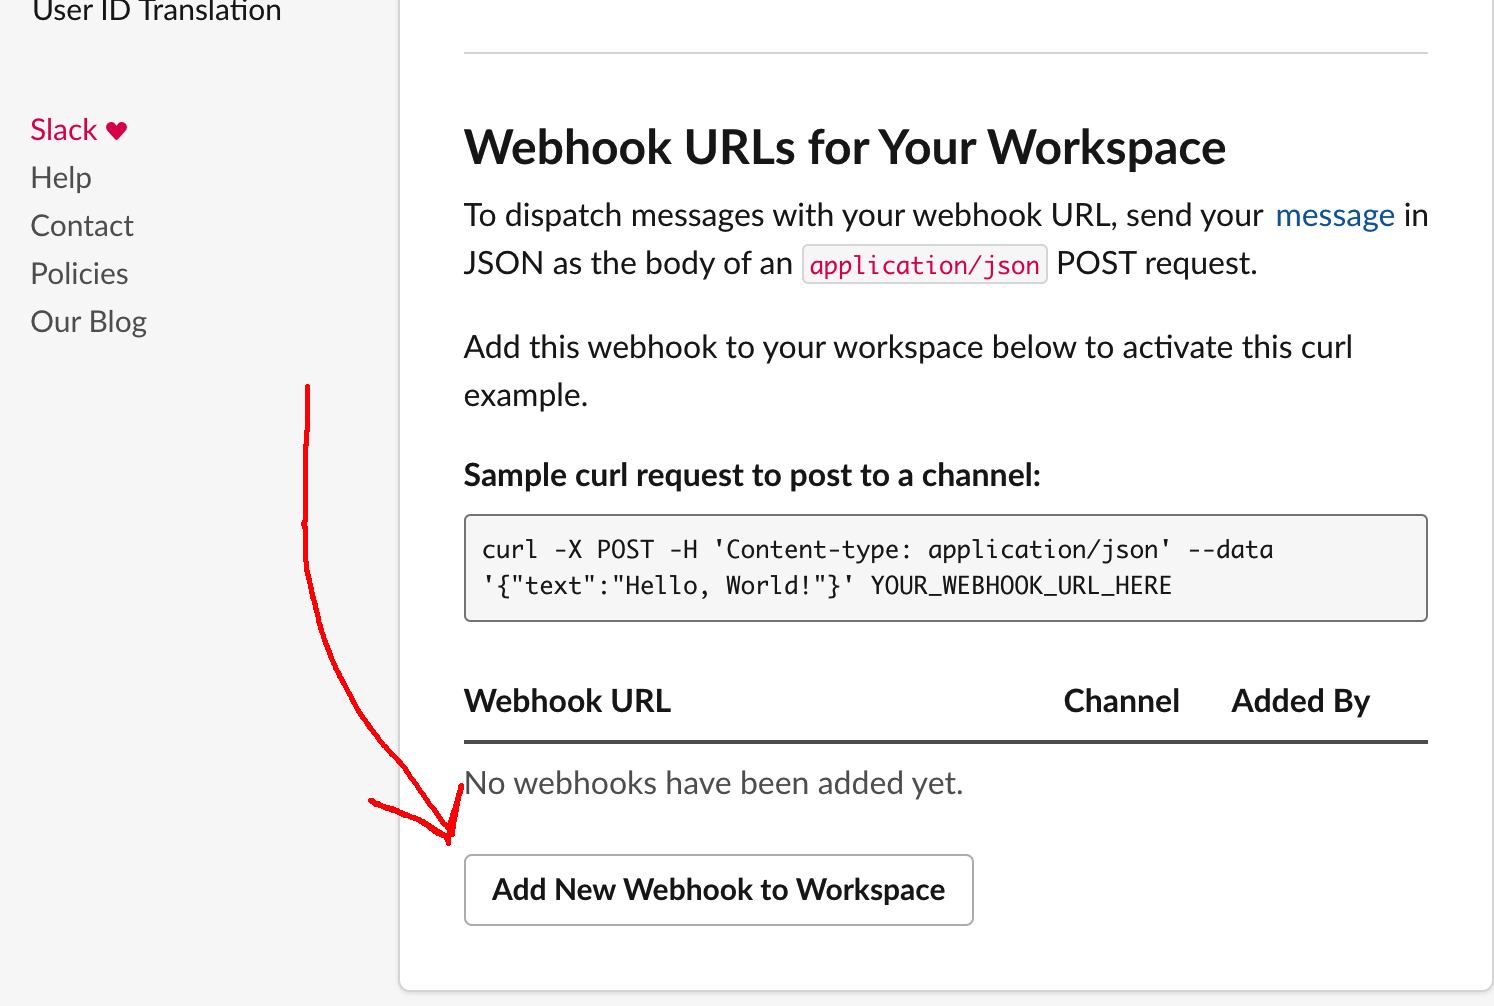 User ID Translation
Slack ♥
Help
Contact
Policies
Our Blog
Webhook URLs for Your Workspace
To dispatch messages with your webhook URL, send your message in
JSON as the body of an application/json POST request.
Add this webhook to your workspace below to activate this curl
example.
Sample curl request to post to a channel:
curl -X POST -H 'Content-type: application/json' --data
'{"text":"Hello, World!"}' YOUR_WEBHOOK_URL_HERE
Webhook URL Channel Added By
No webhooks have been added yet.
Add New Webhook to Workspace